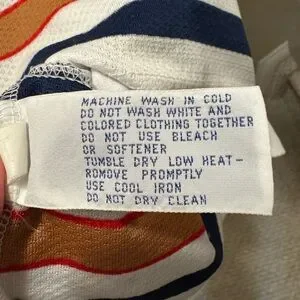 MACHINE WASH IN COLD
DO NOT WASH WHITE AND
COLORED CLOTHING TOGETHER
DO NOT USE BLEACH
OR SOFTENER
TUMBLE DRY LOW HEAT-
REMOVE PROMPTLY
USE COOL IRON
DO NOT DRY CLEAN